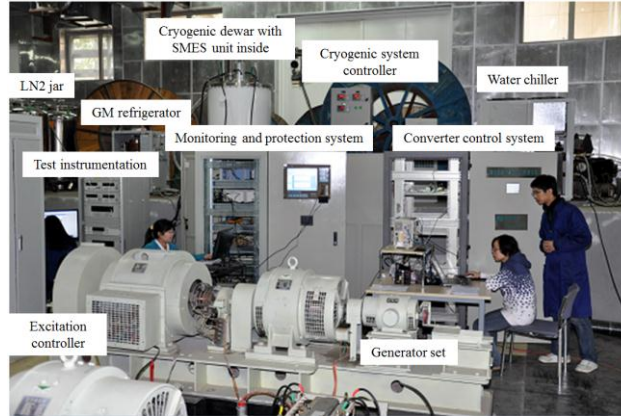 Cryogenic dewar with
SMES unit inside
Cryogenic system
controller
Water chiller
LN2 jar
GM refrigerator
Monitoring and protection system
Converter control system
Test instrumentation
Excitation
controller
Generator set